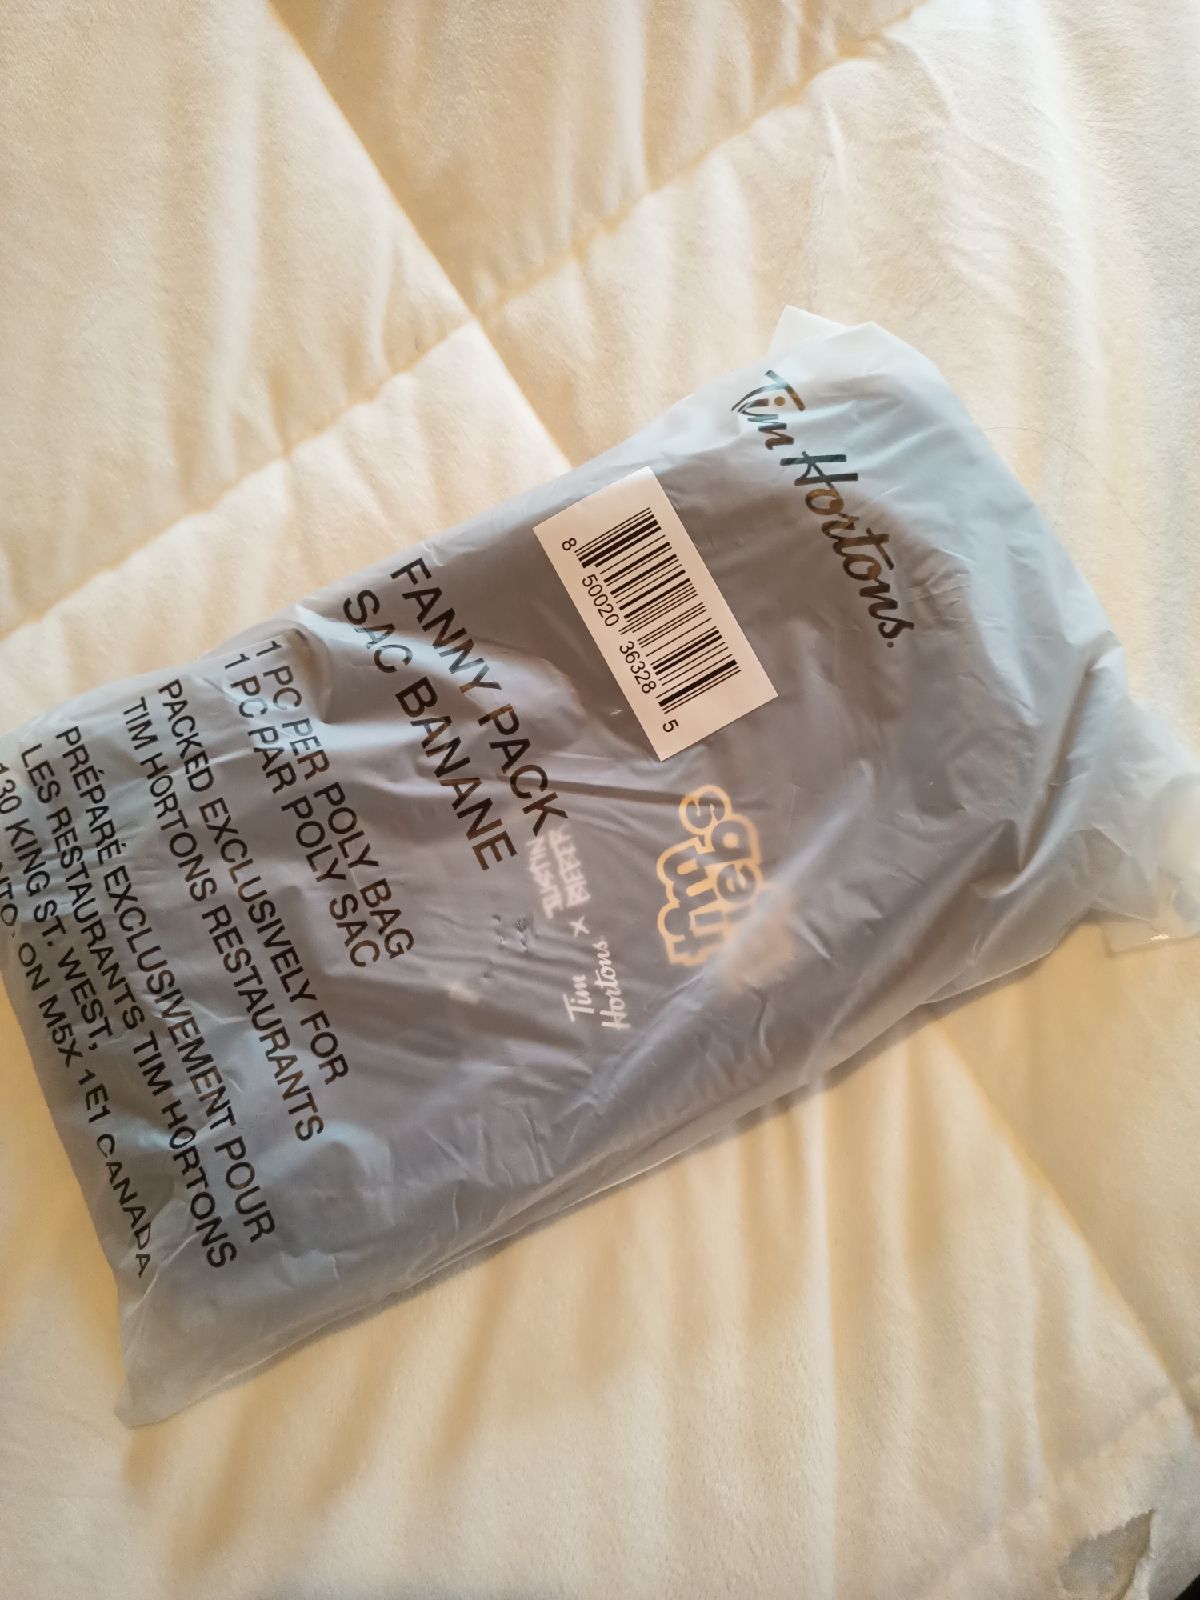 Tim Hortons.
8 50020 36328 5
FANNY PACK
SAC BANANE
1 PC PER POLY BAG
1 PC PAR POLY SAC
PACKED EXCLUSIVELY FOR
TIM HORTONS RESTAURANTS
PRÉPARÉ EXCLUSIVEMENT POUR
LES RESTAURANTS TIM HORTONS
130 KING ST. WEST,
ON M5X 1E1 CANADA
Tim Hortons x JUSTIN BIEBER